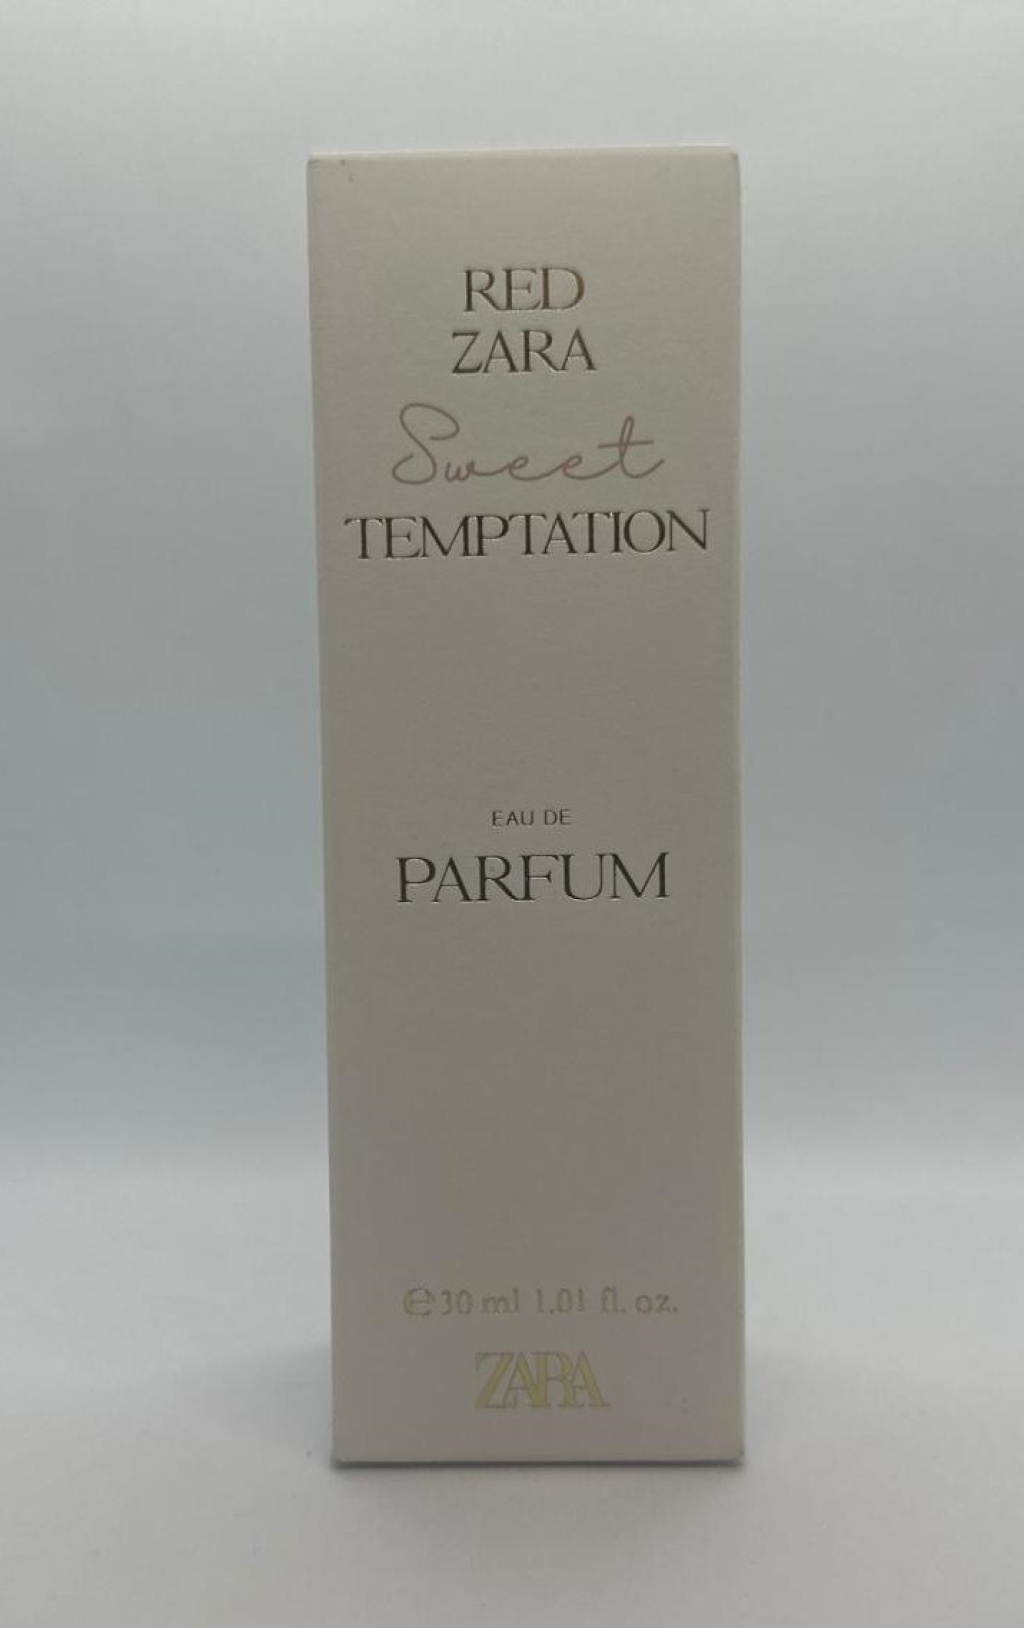 RED
ZARA
Sweet
TEMPTATION
EAU DE
PARFUM
℮30 ml 1.01 fl. oz.
ZARA